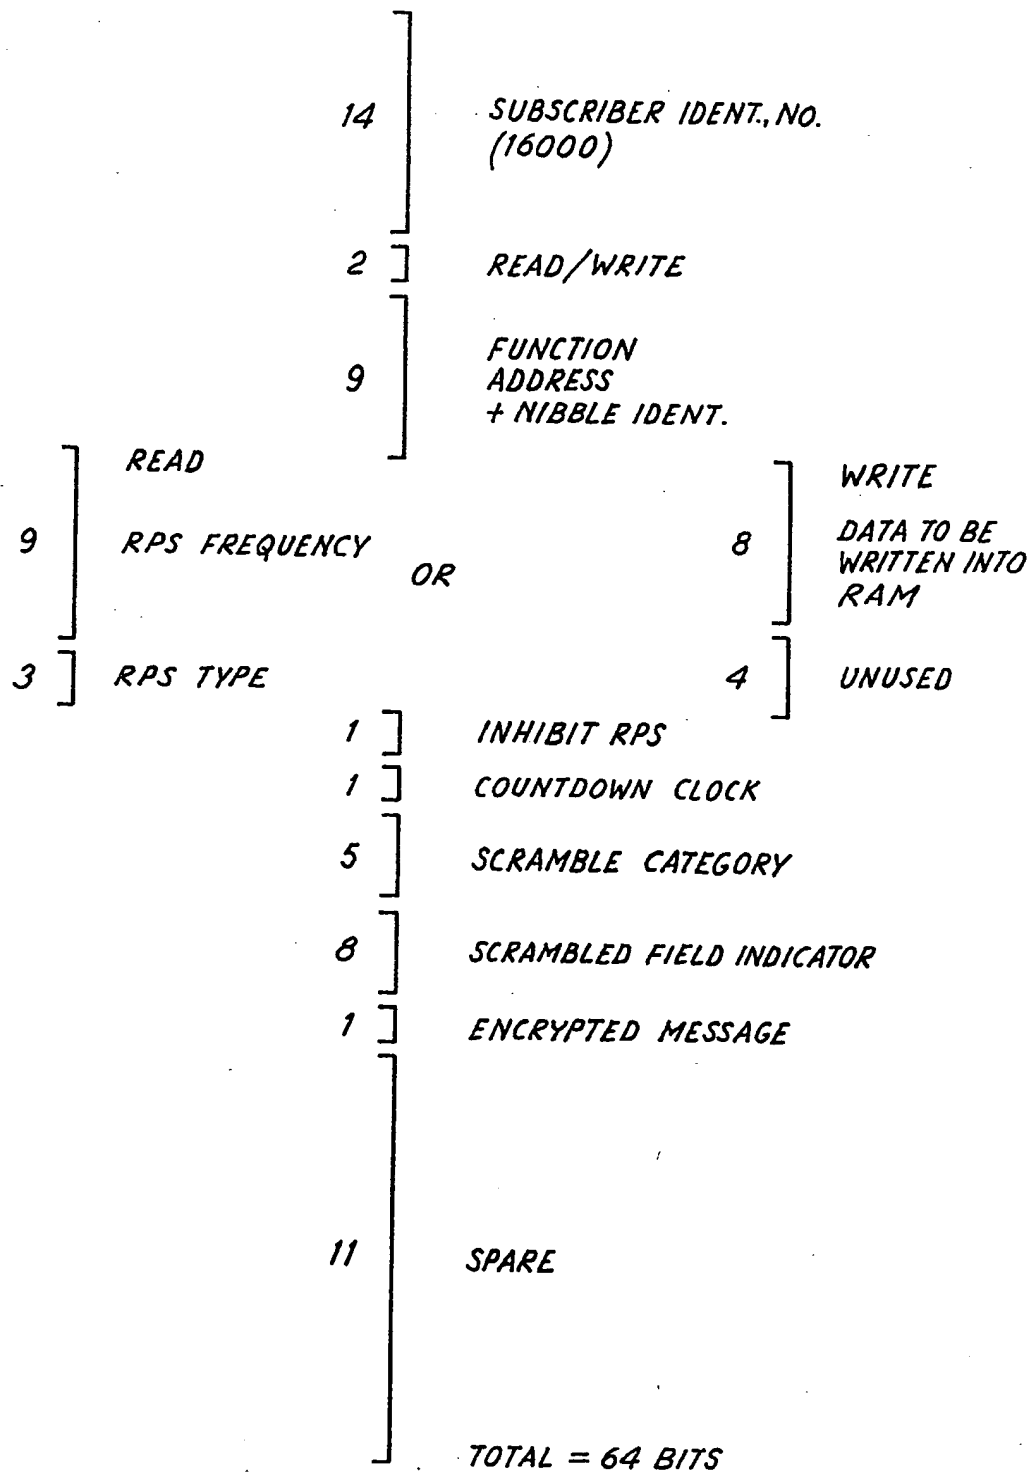 14 SUBSCRIBER IDENT., NO.
(16000)
2 READ/WRITE
9 FUNCTION
ADDRESS
+ NIBBLE IDENT.
READ
9 RPS FREQUENCY
3 RPS TYPE
OR
WRITE
8 DATA TO BE
WRITTEN INTO
RAM
4 UNUSED
1 INHIBIT RPS
1 COUNTDOWN CLOCK
5 SCRAMBLE CATEGORY
8 SCRAMBLED FIELD INDICATOR
1 ENCRYPTED MESSAGE
11 SPARE
TOTAL = 64 BITS